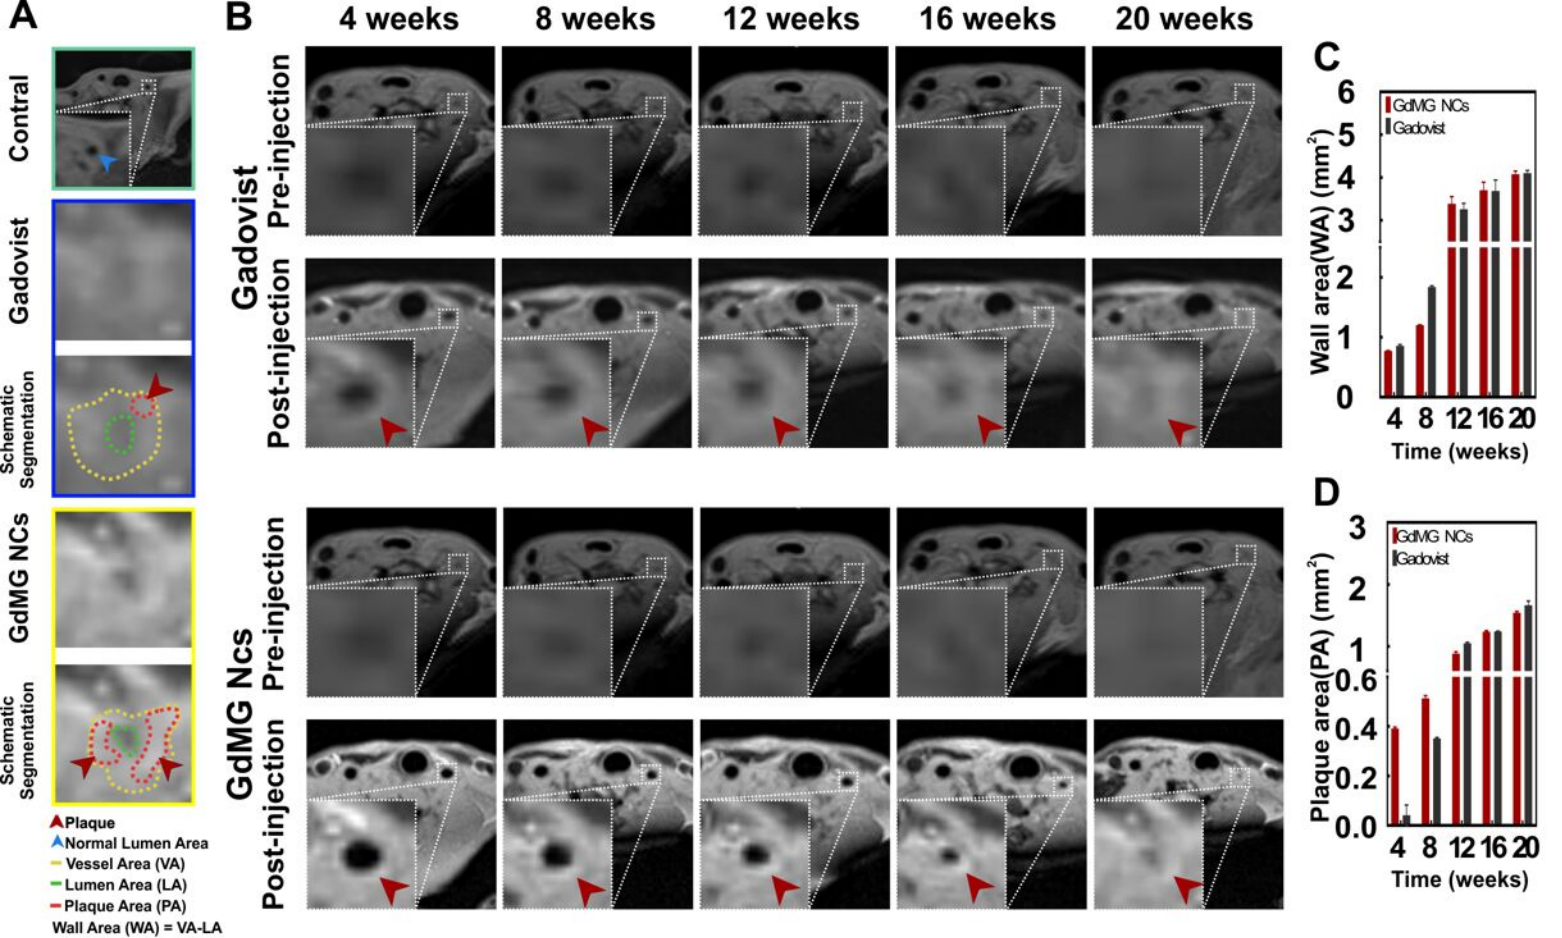 A
B
4 weeks
8 weeks
12 weeks
16 weeks
20 weeks
Contral
Gadovist
Schematic
Segmentation
GdMG NCs
Schematic
Segmentation
Plaque
Normal Lumen Area
Vessel Area (VA)
Lumen Area (LA)
Plaque Area (PA)
Wall Area (WA) = VA-LA
Gadovist
Pre-injection
Post-injection
GdMG Ncs
Pre-injection
Post-injection
C
GdMG NCs
Gadovist
Wall area(WA) (mm²)
6
5
4
3
2
1
0
4 8 12 16 20
Time (weeks)
D
GdMG NCs
Gadovist
Plaque area(PA) (mm²)
3
2
1
0.6
0.4
0.2
0.0
4 8 12 16 20
Time (weeks)